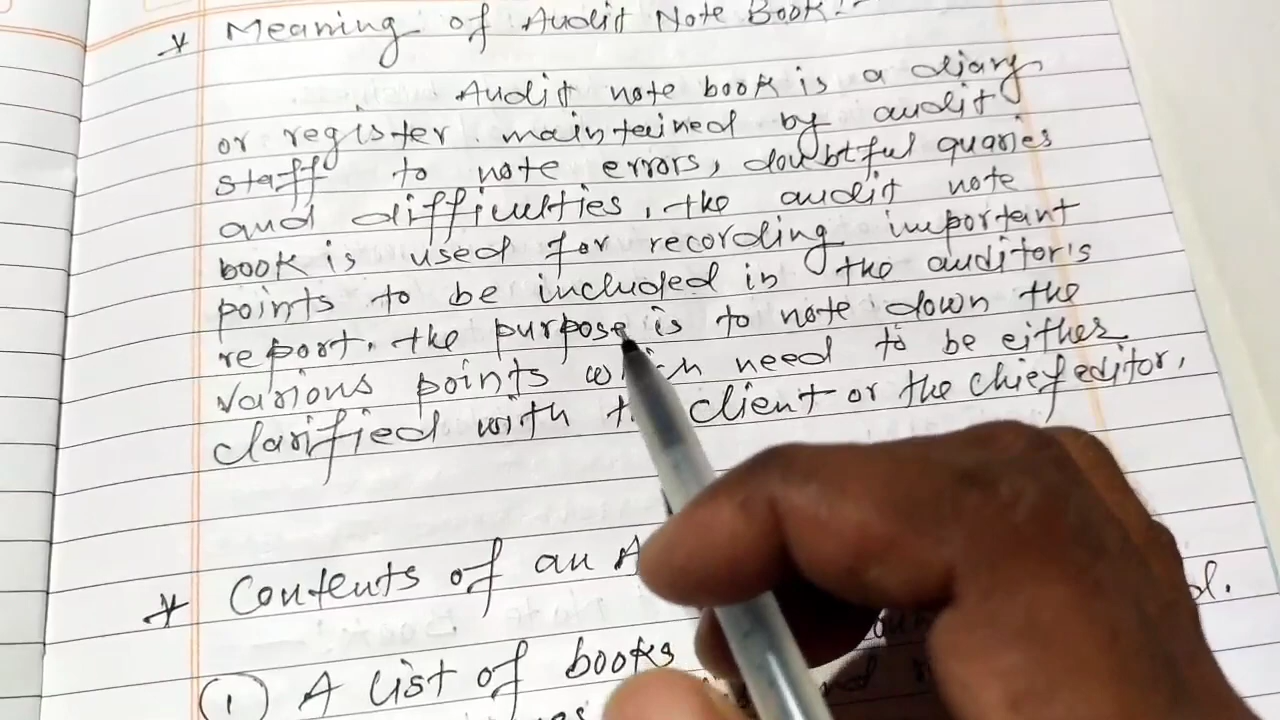 * Meaning of Audit Note Book:-
Audit note book is a diary
or register maintained by audit
staff to note errors, doubtful quaries
and difficulties, the audit note
book is used for recording important
points to be included in the auditor's
report. the purpose is to note down the
various points which need to be either
clarified with the client or the chief editor,
* Contents of an A
1 A list of books